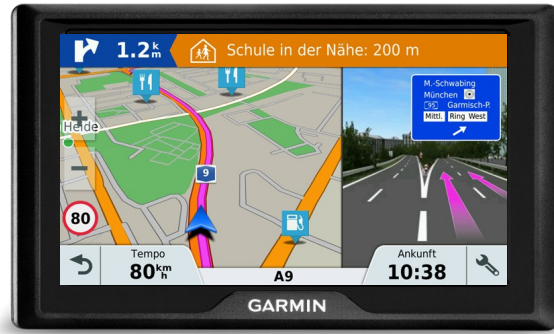 1.2 km
Schule in der Nähe: 200 m
M.-Schwabing
München
95 Garmisch-P.
Mittl. Ring West
Heide
+
−
9
80
Tempo
80 km/h
A9
Ankunft
10:38
GARMIN